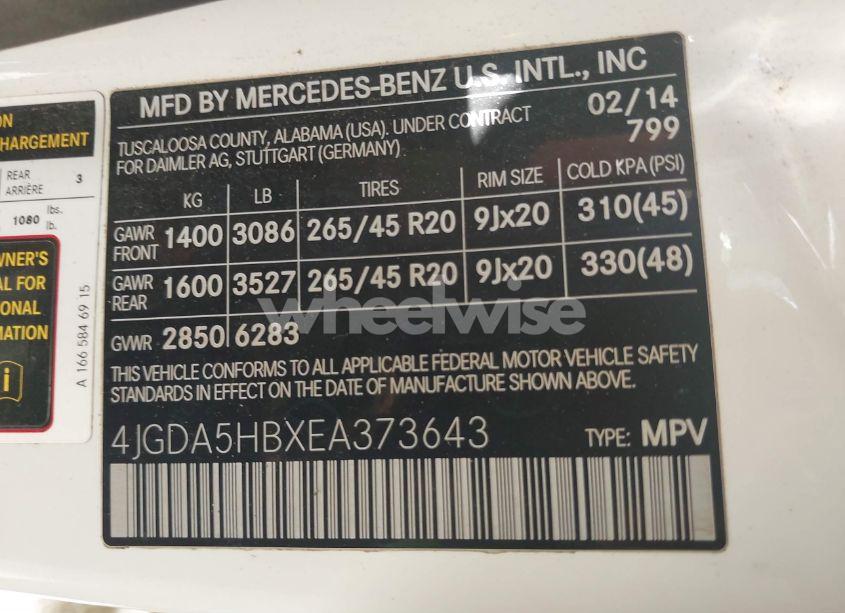 ON
CHARGEMENT
REAR
ARRIÈRE
3
1080 lbs.
lb.
WNER'S
AL FOR
IONAL
MATION
i
A 166 584 69 15
MFD BY MERCEDES-BENZ U.S. INTL., INC
TUSCALOOSA COUNTY, ALABAMA (USA). UNDER CONTRACT
FOR DAIMLER AG, STUTTGART (GERMANY)
02/14
799
KG LB TIRES RIM SIZE COLD KPA (PSI)
GAWR FRONT 1400 3086 265/45 R20 9Jx20 310(45)
GAWR REAR 1600 3527 265/45 R20 9Jx20 330(48)
GVWR 2850 6283
wheelwise
THIS VEHICLE CONFORMS TO ALL APPLICABLE FEDERAL MOTOR VEHICLE SAFETY
STANDARDS IN EFFECT ON THE DATE OF MANUFACTURE SHOWN ABOVE.
4JGDA5HBXEA373643 TYPE: MPV